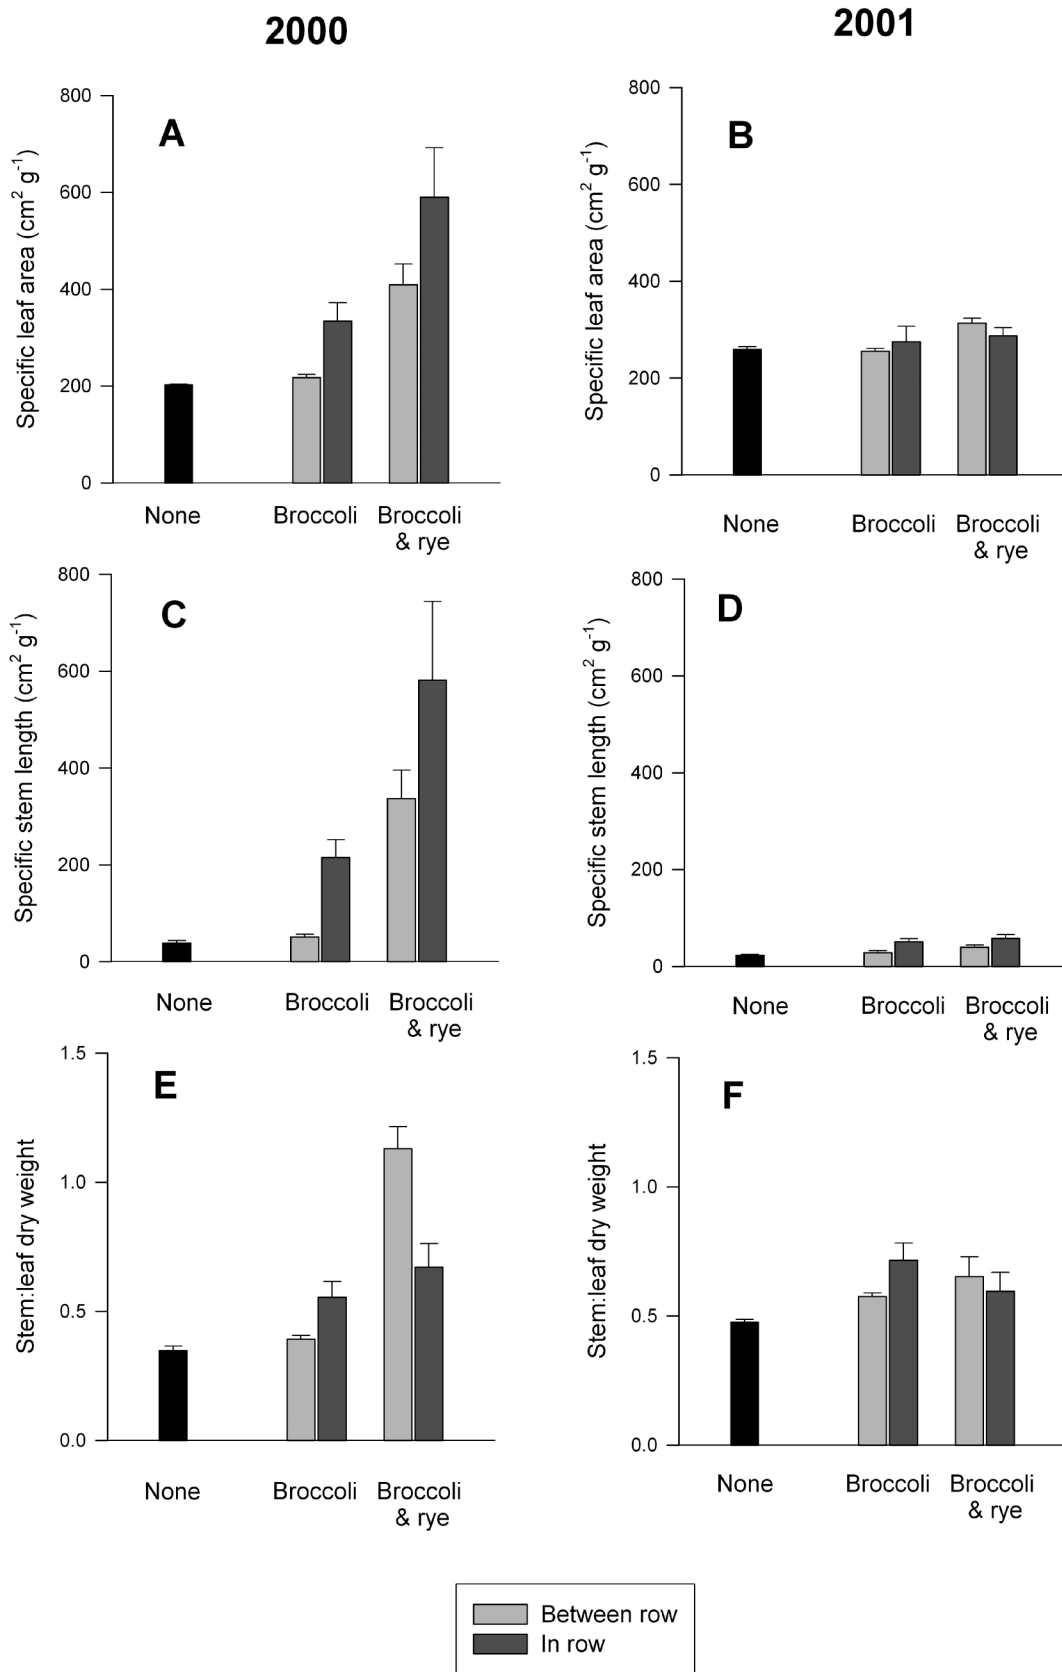 2000
2001
A
Specific leaf area (cm² g⁻¹)
800
600
400
200
0
None
Broccoli
Broccoli
& rye
B
Specific leaf area (cm² g⁻¹)
800
600
400
200
0
None
Broccoli
Broccoli
& rye
C
Specific stem length (cm² g⁻¹)
800
600
400
200
0
None
Broccoli
Broccoli
& rye
D
Specific stem length (cm² g⁻¹)
800
600
400
200
0
None
Broccoli
Broccoli
& rye
E
Stem:leaf dry weight
1.5
1.0
0.5
0.0
None
Broccoli
Broccoli
& rye
F
Stem:leaf dry weight
1.5
1.0
0.5
0.0
None
Broccoli
Broccoli
& rye
Between row
In row